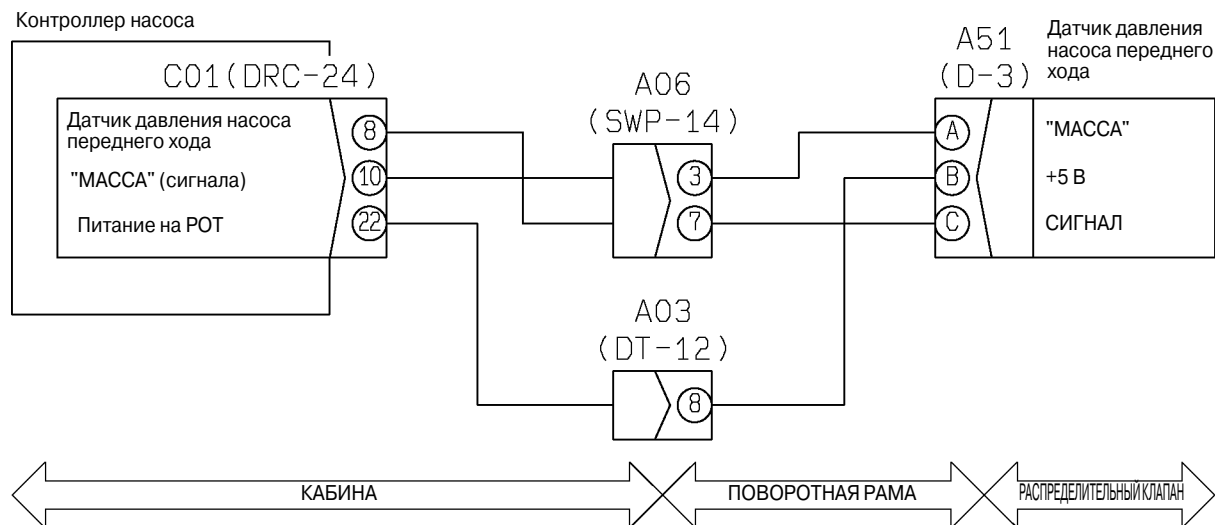 Контроллер насоса
C01(DRC-24)
Датчик давления насоса
переднего хода
"МАССА" (сигнала)
Питание на РОТ
8
10
22
A06
(SWP-14)
3
7
A03
(DT-12)
8
A51
(D-3)
Датчик давления
насоса переднего
хода
A
B
C
"МАССА"
+5 В
СИГНАЛ
КАБИНА
ПОВОРОТНАЯ РАМА
РАСПРЕДЕЛИТЕЛЬНЫЙ КЛАПАН